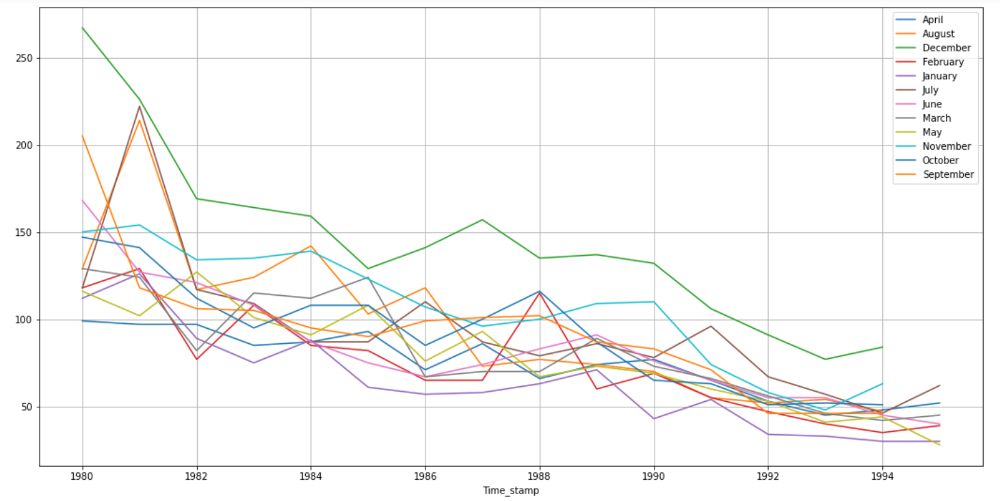 250
200
150
100
50
1980 1982 1984 1986 1988 1990 1992 1994
Time_stamp
April
August
December
February
January
July
June
March
May
November
October
September